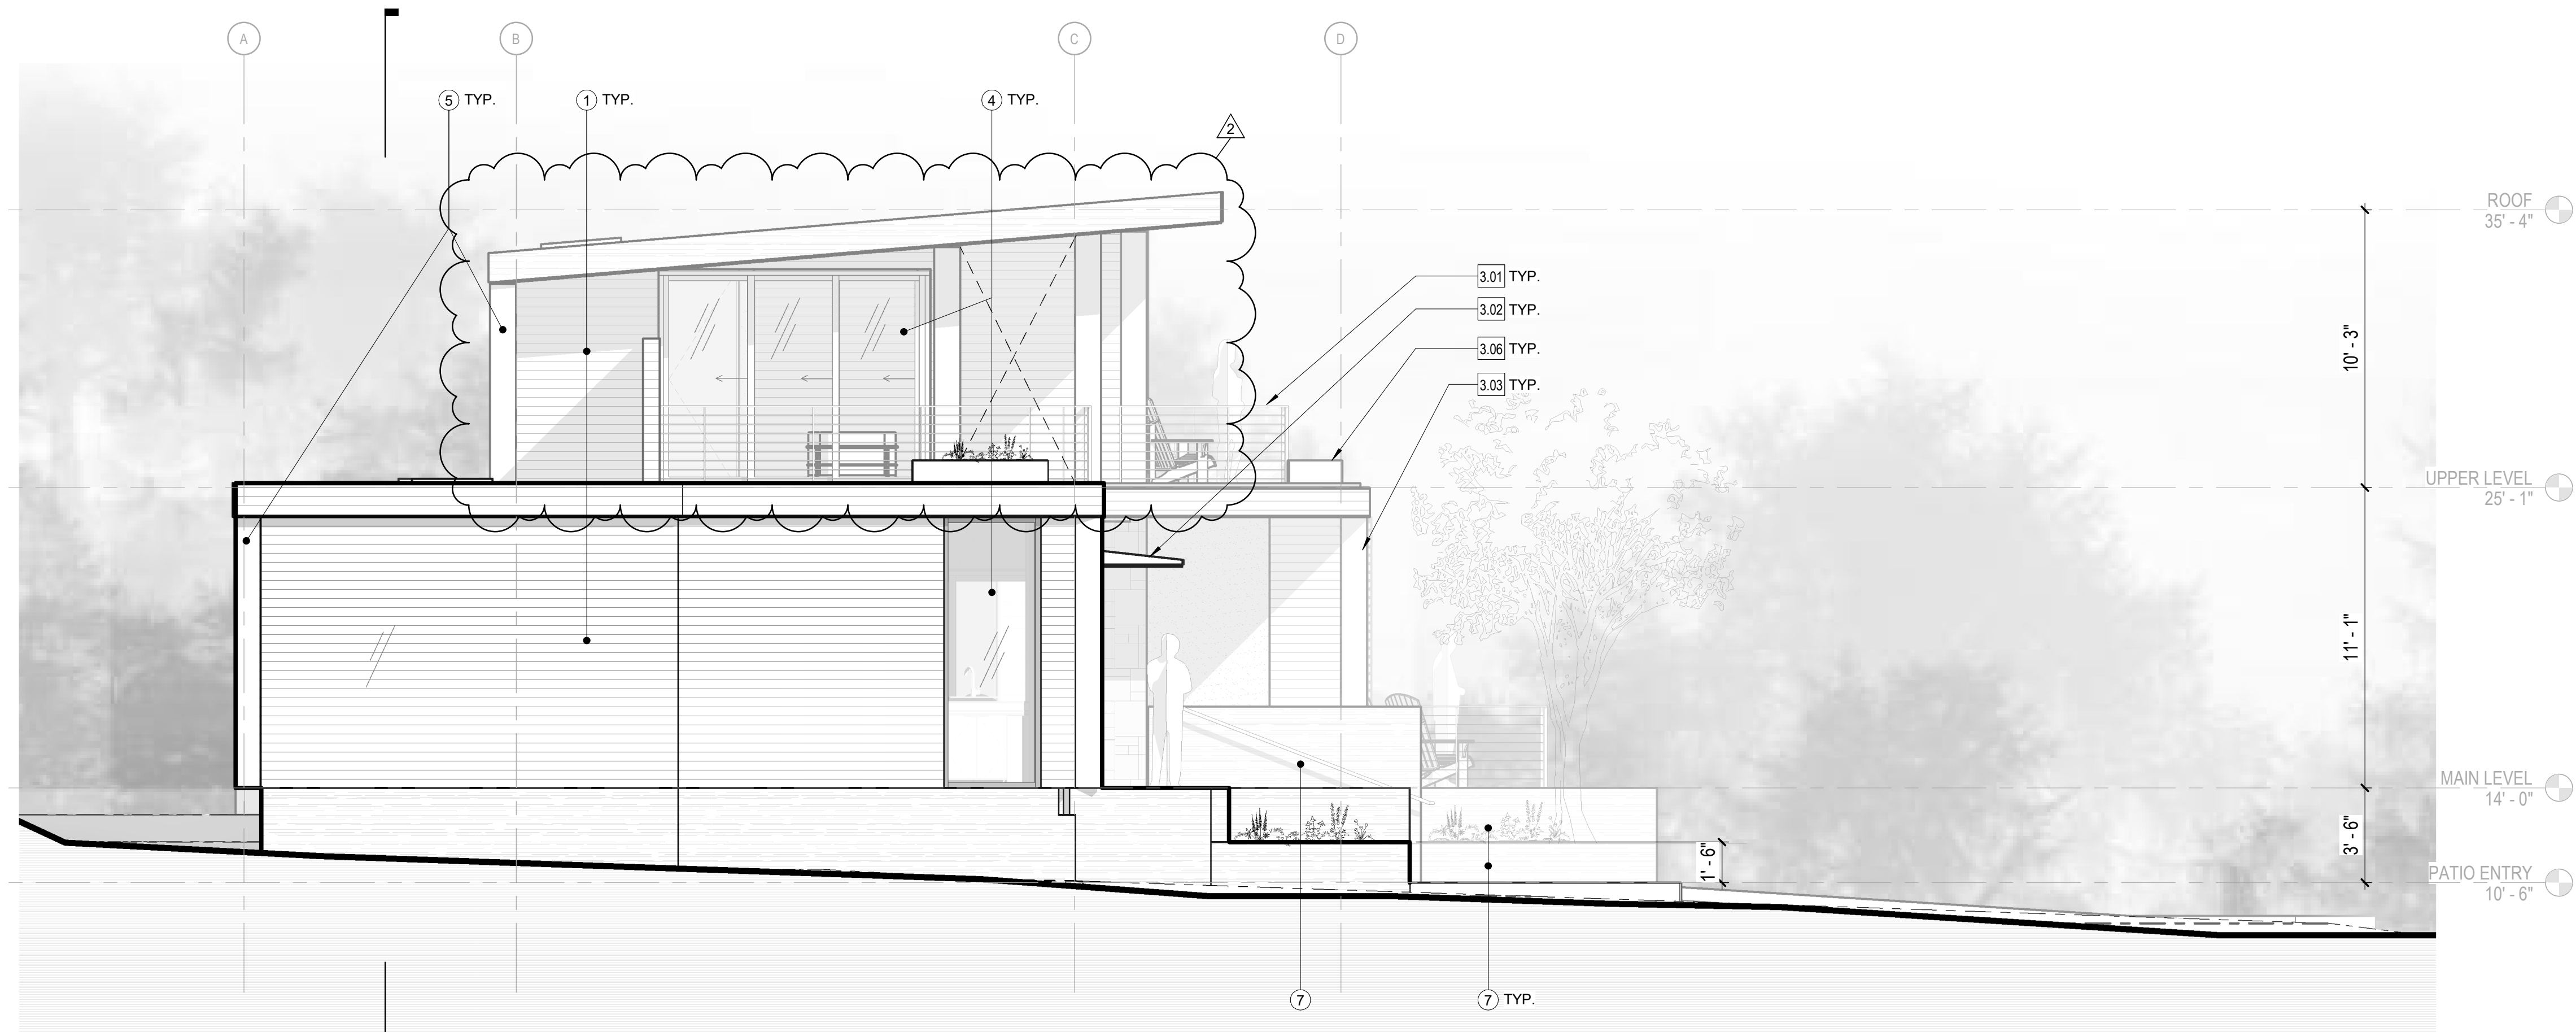 A
B
C
D
5 TYP.
1 TYP.
4 TYP.
2
ROOF
35' - 4"
3.01 TYP.
3.02 TYP.
3.06 TYP.
3.03 TYP.
10' - 3"
UPPER LEVEL
25' - 1"
11' - 1"
MAIN LEVEL
14' - 0"
3' - 6"
1' - 6"
PATIO ENTRY
10' - 6"
7
7 TYP.